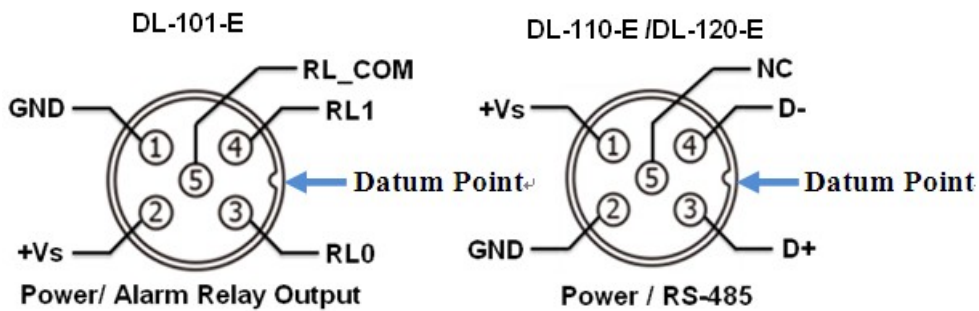 DL-101-E
RL_COM
GND
RL1
1
4
5
Datum Point
2
3
+Vs
RL0
Power/ Alarm Relay Output
DL-110-E /DL-120-E
NC
+Vs
D-
1
4
5
Datum Point
2
3
GND
D+
Power / RS-485